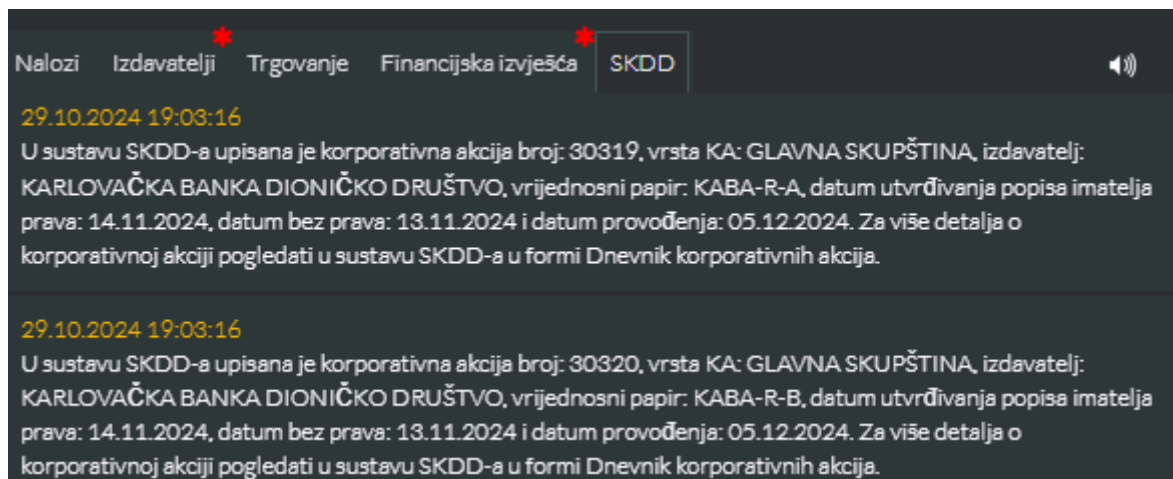 Nalozi Izdavatelji Trgovanje Financijska izvješća SKDD
29.10.2024 19:03:16
U sustavu SKDD-a upisana je korporativna akcija broj: 30319, vrsta KA: GLAVNA SKUPŠTINA, izdavatelj:
KARLOVAČKA BANKA DIONIČKO DRUŠTVO, vrijednosni papir: KABA-R-A, datum utvrđivanja popisa imatelja
prava: 14.11.2024, datum bez prava: 13.11.2024 i datum provođenja: 05.12.2024. Za više detalja o
korporativnoj akciji pogledati u sustavu SKDD-a u formi Dnevnik korporativnih akcija.
29.10.2024 19:03:16
U sustavu SKDD-a upisana je korporativna akcija broj: 30320, vrsta KA: GLAVNA SKUPŠTINA, izdavatelj:
KARLOVAČKA BANKA DIONIČKO DRUŠTVO, vrijednosni papir: KABA-R-B, datum utvrđivanja popisa imatelja
prava: 14.11.2024, datum bez prava: 13.11.2024 i datum provođenja: 05.12.2024. Za više detalja o
korporativnoj akciji pogledati u sustavu SKDD-a u formi Dnevnik korporativnih akcija.